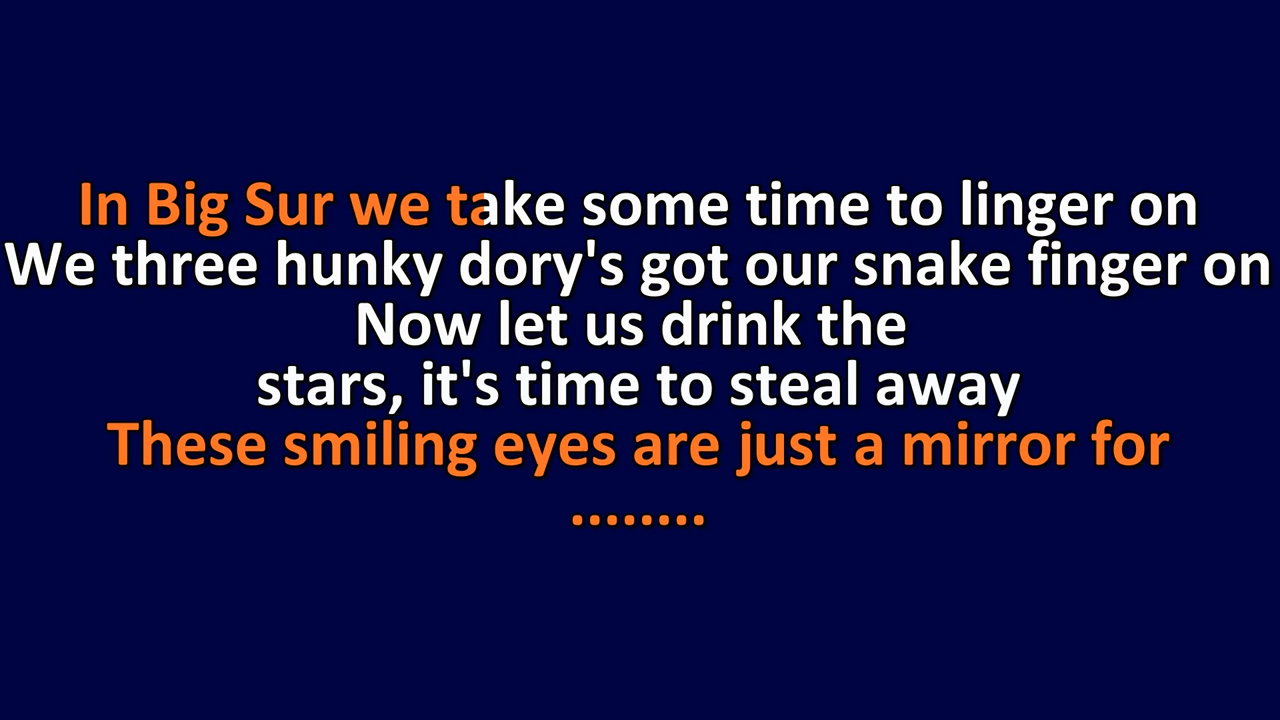 In Big Sur we take some time to linger on
We three hunky dory's got our snake finger on
Now let us drink the
stars, it's time to steal away
These smiling eyes are just a mirror for
........